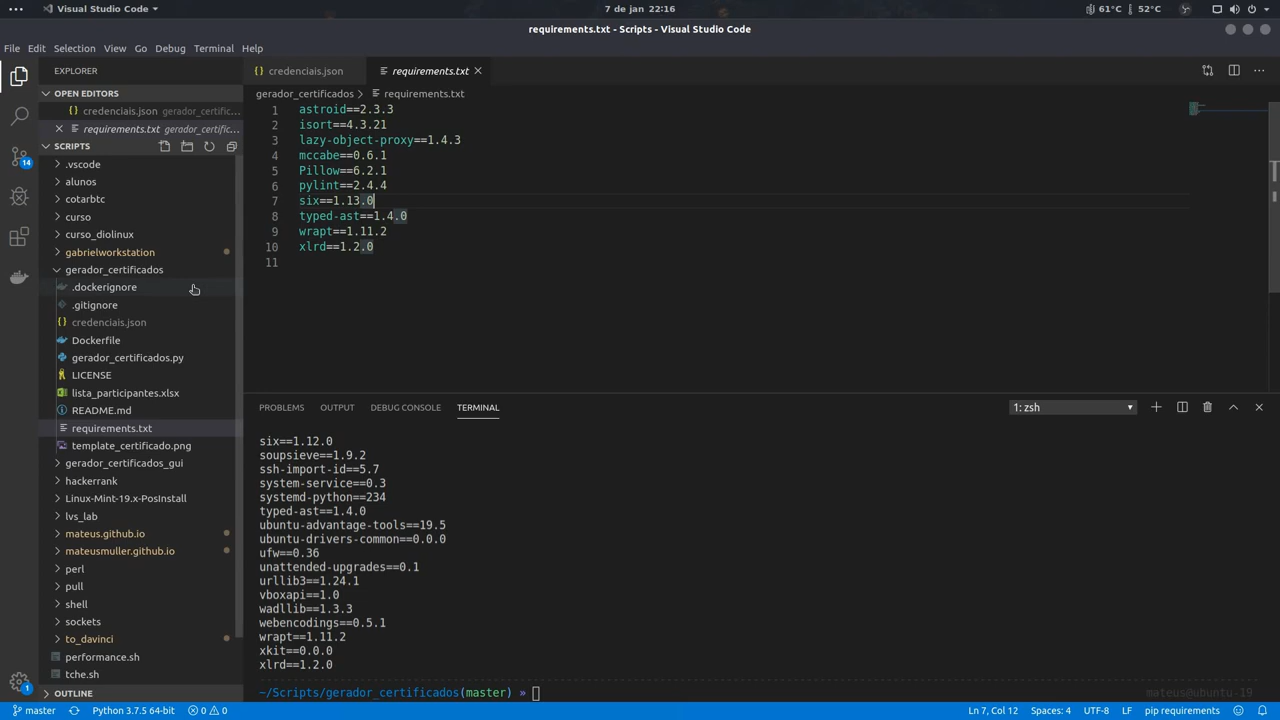 Visual Studio Code
7 de jan 22:16
61°C
52°C
requirements.txt - Scripts - Visual Studio Code
File Edit Selection View Go Debug Terminal Help
EXPLORER
OPEN EDITORS
credenciais.json gerador_certific...
requirements.txt gerador_certific...
SCRIPTS
.vscode
alunos
cotarbtc
curso
curso_diolinux
gabrielworkstation
gerador_certificados
.dockerignore
.gitignore
credenciais.json
Dockerfile
gerador_certificados.py
LICENSE
lista_participantes.xlsx
README.md
requirements.txt
template_certificado.png
gerador_certificados_gui
hackerrank
Linux-Mint-19.x-PosInstall
lvs_lab
mateus.github.io
mateusmuller.github.io
perl
pull
shell
sockets
to_davinci
performance.sh
tche.sh
OUTLINE
14
1
credenciais.json
requirements.txt
gerador_certificados > requirements.txt
1 astroid==2.3.3
2 isort==4.3.21
3 lazy-object-proxy==1.4.3
4 mccabe==0.6.1
5 Pillow==6.2.1
6 pylint==2.4.4
7 six==1.13.0
8 typed-ast==1.4.0
9 wrapt==1.11.2
10 xlrd==1.2.0
11
PROBLEMS OUTPUT DEBUG CONSOLE TERMINAL
1: zsh
six==1.12.0
soupsieve==1.9.2
ssh-import-id==5.7
system-service==0.3
systemd-python==234
typed-ast==1.4.0
ubuntu-advantage-tools==19.5
ubuntu-drivers-common==0.0.0
ufw==0.36
unattended-upgrades==0.1
urllib3==1.24.1
vboxapi==1.0
wadllib==1.3.3
webencodings==0.5.1
wrapt==1.11.2
xkit==0.0.0
xlrd==1.2.0
~/Scripts/gerador_certificados(master) »
mateus@ubuntu-19
master
Python 3.7.5 64-bit
0
0
Ln 7, Col 12
Spaces: 4
UTF-8
LF
pip requirements